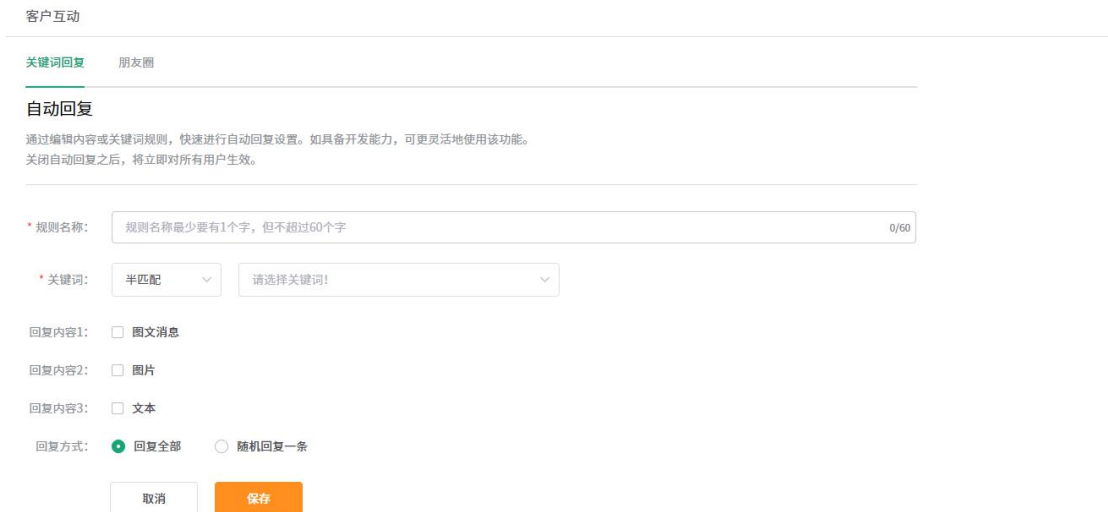 客户互动
关键词回复 朋友圈
自动回复
通过编辑内容或关键词规则，快速进行自动回复设置。如具备开发能力，可更灵活地使用该功能。
关闭自动回复之后，将立即对所有用户生效。
* 规则名称： 规则名称最少要有1个字，但不超过60个字 0/60
* 关键词： 半匹配 请选择关键词!
回复内容1： 图文消息
回复内容2： 图片
回复内容3： 文本
回复方式： 回复全部 随机回复一条
取消 保存